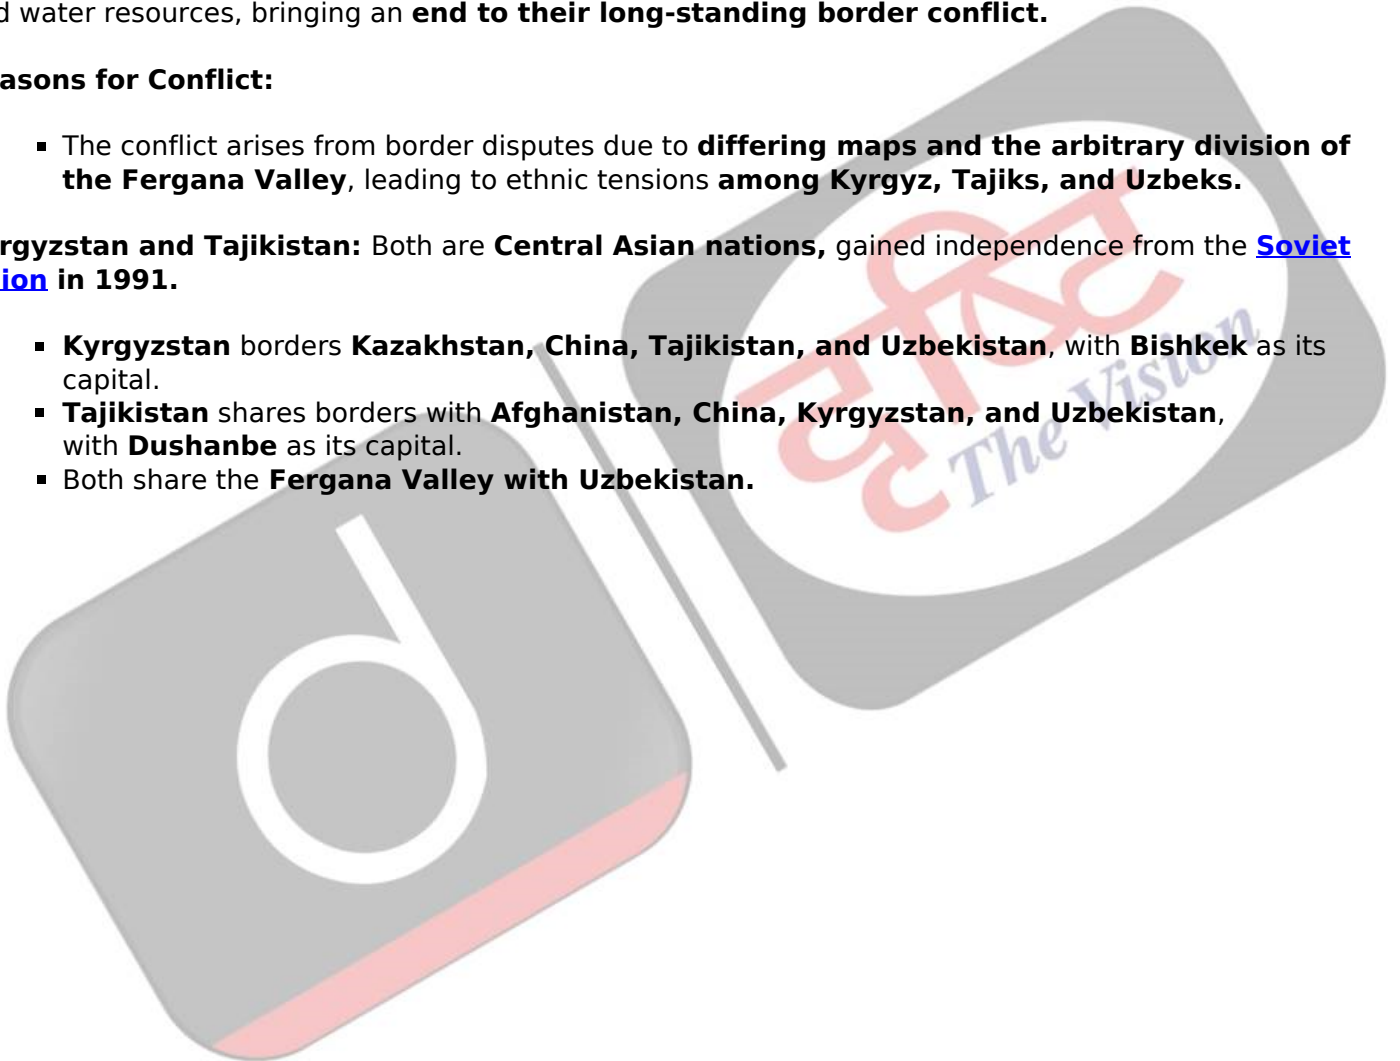 d water resources, bringing an end to their long-standing border conflict.
asons for Conflict:
▪ The conflict arises from border disputes due to differing maps and the arbitrary division of
the Fergana Valley, leading to ethnic tensions among Kyrgyz, Tajiks, and Uzbeks.
rgyzstan and Tajikistan: Both are Central Asian nations, gained independence from the Soviet
ion in 1991.
▪ Kyrgyzstan borders Kazakhstan, China, Tajikistan, and Uzbekistan, with Bishkek as its
capital.
▪ Tajikistan shares borders with Afghanistan, China, Kyrgyzstan, and Uzbekistan,
with Dushanbe as its capital.
▪ Both share the Fergana Valley with Uzbekistan.
दृष्टि
The Vision
d